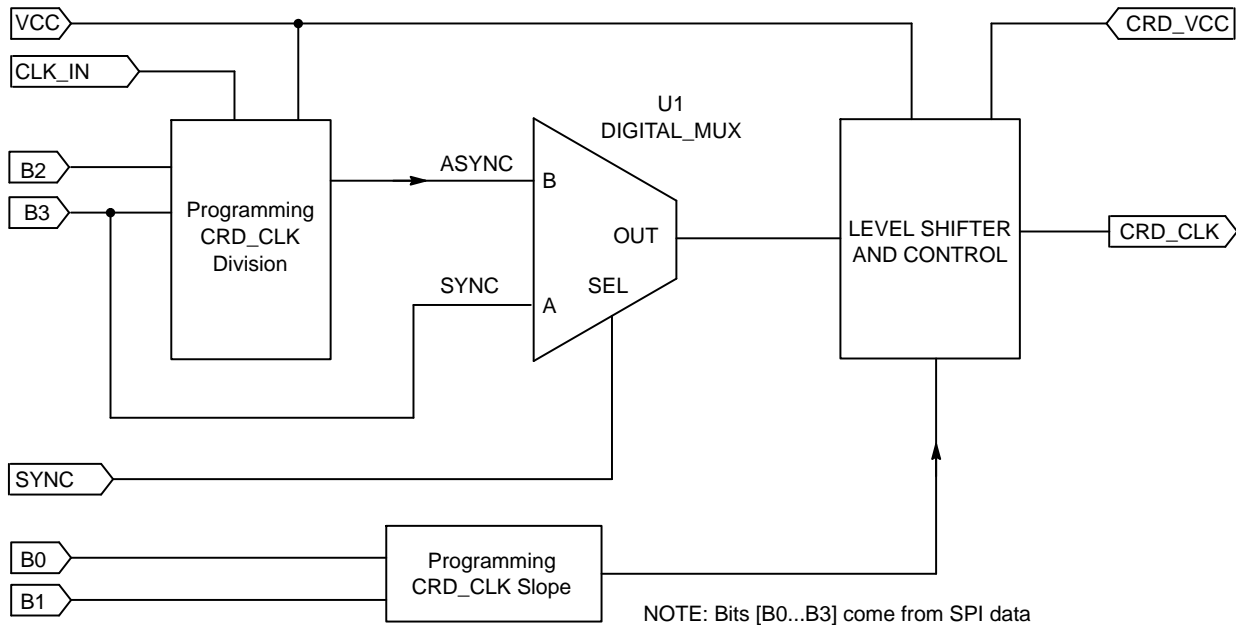 VCC
CRD_VCC
CLK_IN
U1
DIGITAL_MUX
B2
ASYNC
B
B3
Programming
CRD_CLK
Division
OUT
LEVEL SHIFTER
AND CONTROL
CRD_CLK
SYNC
A
SEL
SYNC
B0
B1
Programming
CRD_CLK Slope
NOTE: Bits [B0...B3] come from SPI data